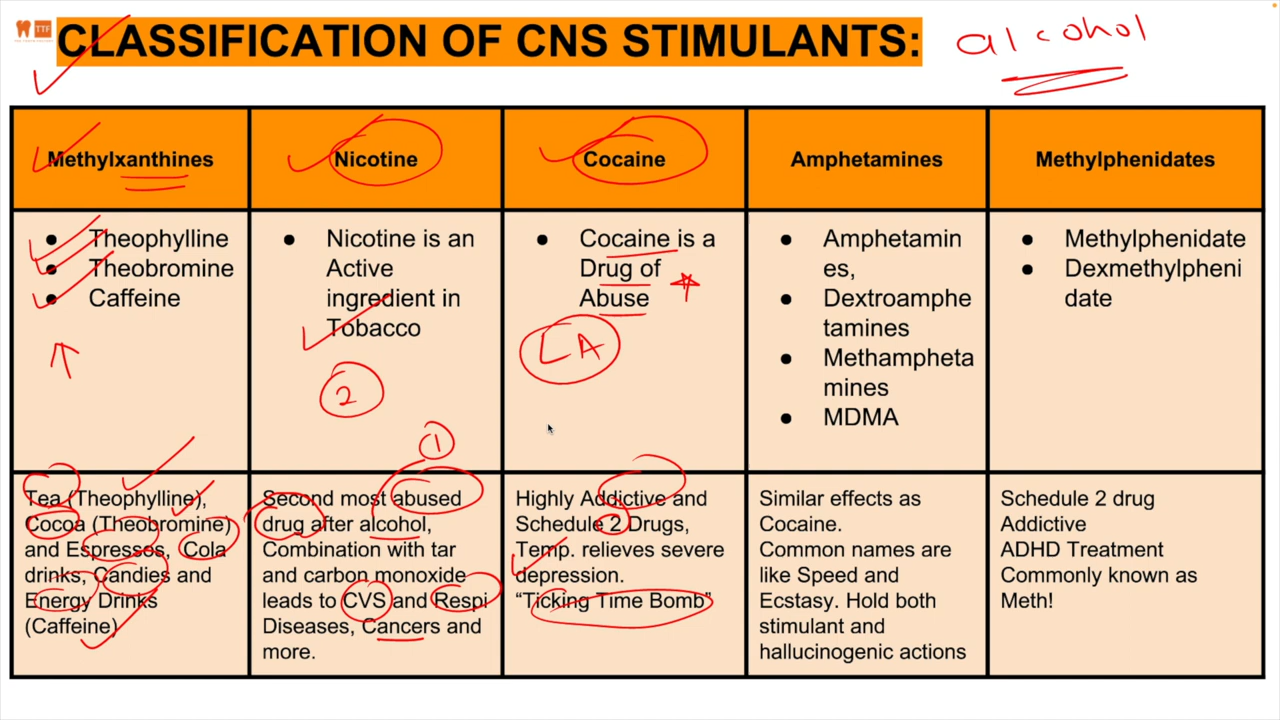 TTF
CLASSIFICATION OF CNS STIMULANTS:
alcohol
Methylxanthines
Nicotine
Cocaine
Amphetamines
Methylphenidates
● Theophylline
● Theobromine
● Caffeine
● Nicotine is an
Active
ingredient in
Tobacco
2
● Cocaine is a
Drug of
Abuse
LA
● Amphetamin
es,
● Dextroamphe
tamines
● Methampheta
mines
● MDMA
● Methylphenidate
● Dexmethylpheni
date
Tea (Theophylline),
Cocoa (Theobromine)
and Espressos, Cola
drinks, Candies and
Energy Drinks
(Caffeine)
1
Second most abused
drug after alcohol,
Combination with tar
and carbon monoxide
leads to CVS and Respi
Diseases, Cancers and
more.
Highly Addictive and
Schedule 2 Drugs,
Temp. relieves severe
depression.
“Ticking Time Bomb”
Similar effects as
Cocaine.
Common names are
like Speed and
Ecstasy. Hold both
stimulant and
hallucinogenic actions
Schedule 2 drug
Addictive
ADHD Treatment
Commonly known as
Meth!